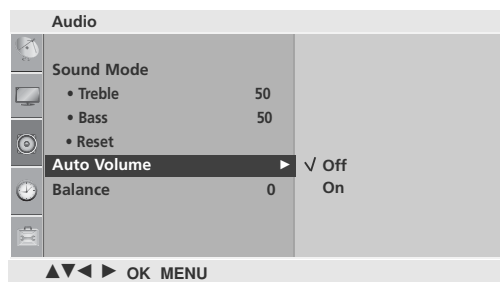 Audio
Sound Mode
• Treble 50
• Bass 50
• Reset
Auto Volume ► √ Off
Balance 0 On
▲▼◄ ► OK MENU